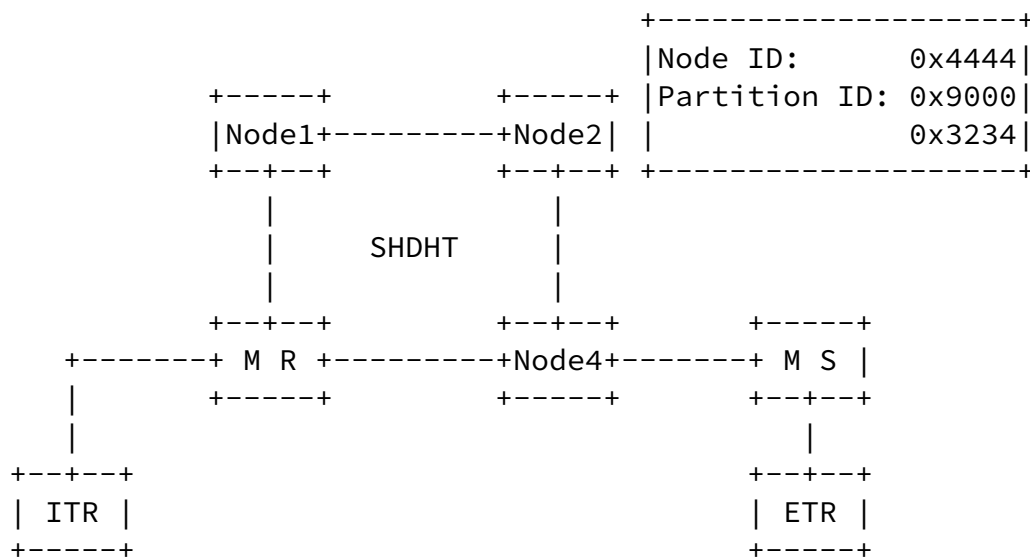 Node ID: 0x4444
Partition ID: 0x9000
Node1 Node2 0x3234
SHDHT
M R Node4 M S
ITR ETR